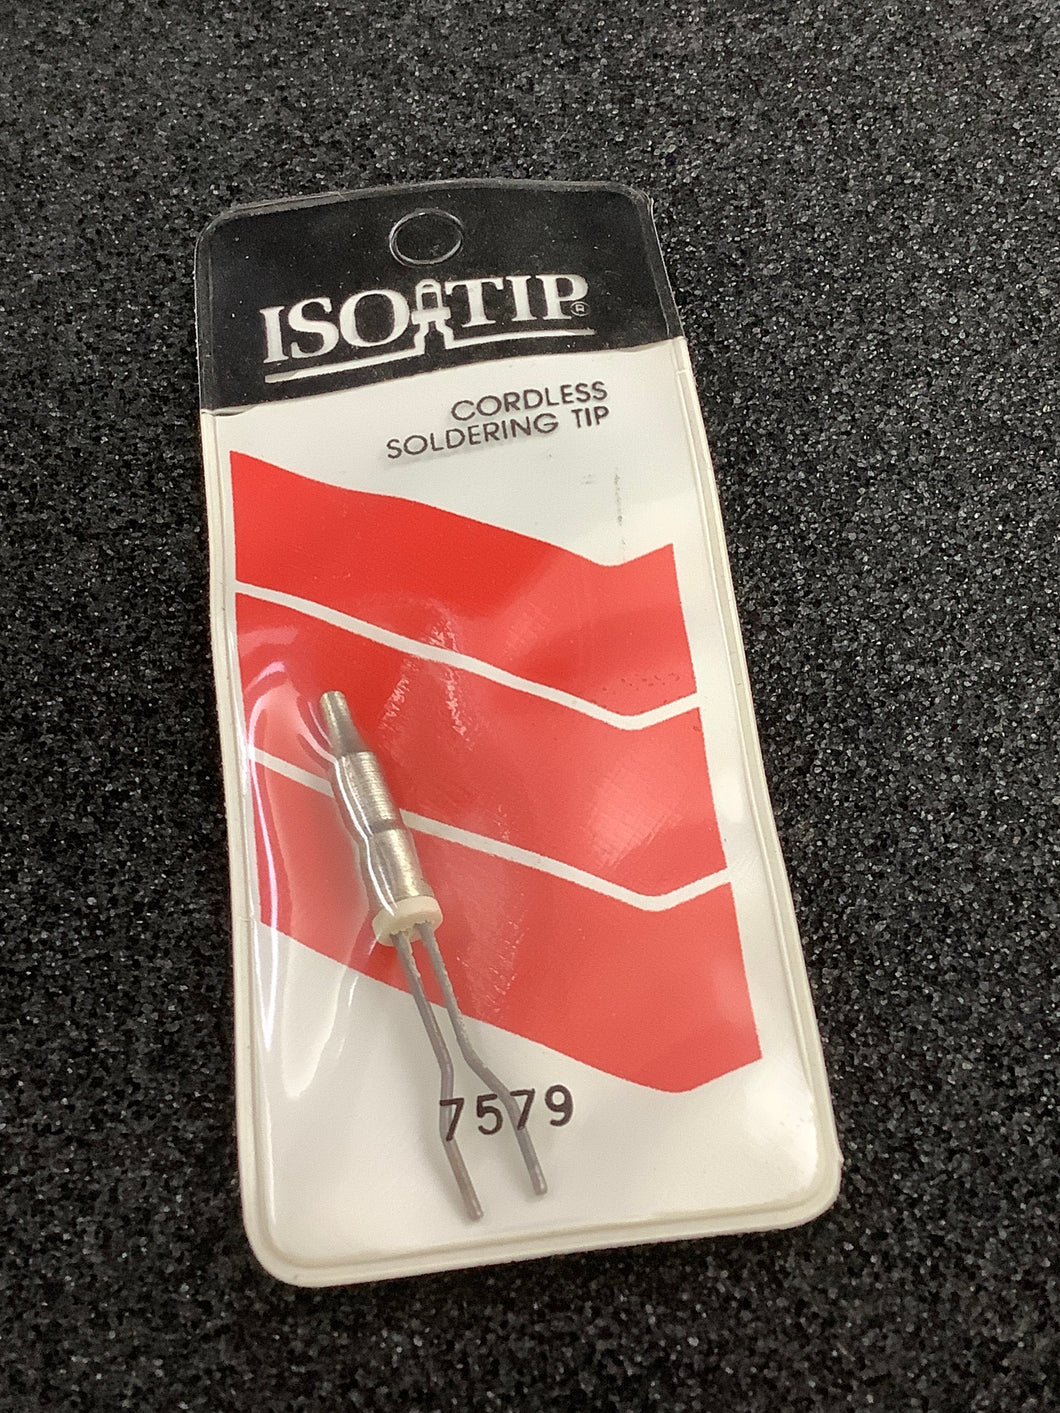 ISO TIP®
CORDLESS
SOLDERING TIP
7579